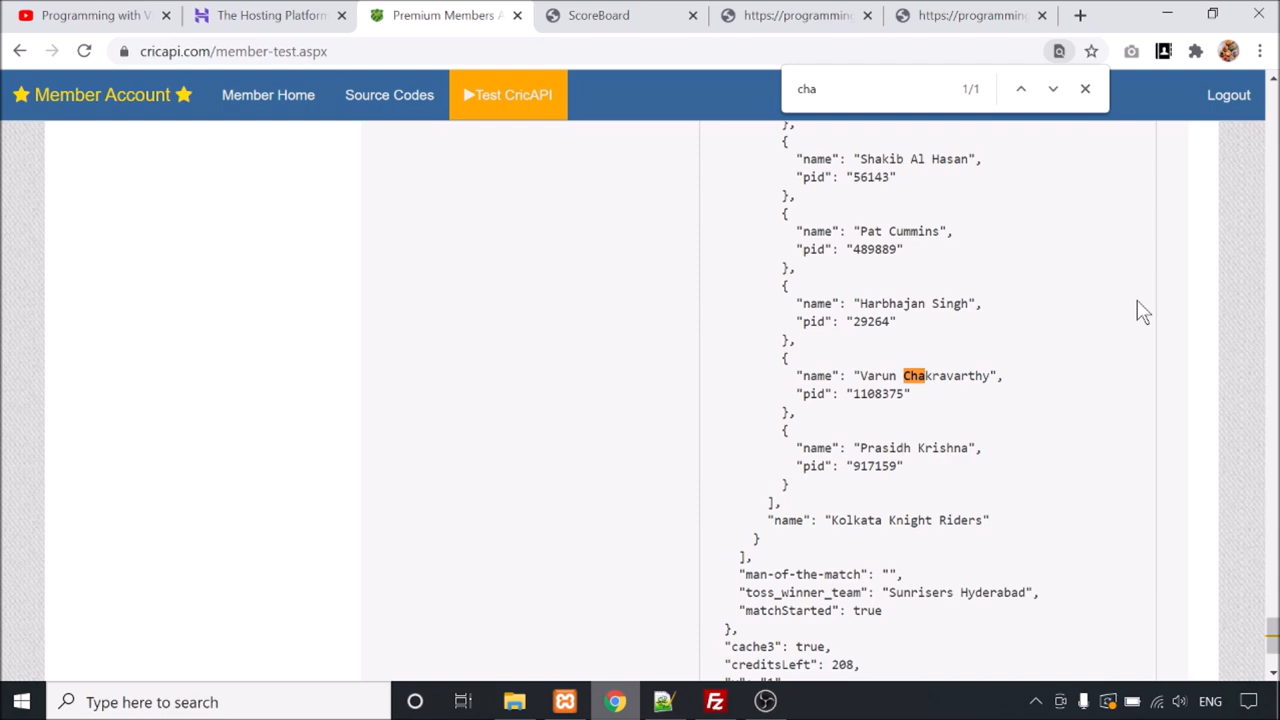 Programming with V
The Hosting Platform
Premium Members A
ScoreBoard
https://programming
https://programming
cricapi.com/member-test.aspx
Member Account
Member Home
Source Codes
Test CricAPI
Logout
cha
1/1
},
{
"name": "Shakib Al Hasan",
"pid": "56143"
},
{
"name": "Pat Cummins",
"pid": "489889"
},
{
"name": "Harbhajan Singh",
"pid": "29264"
},
{
"name": "Varun Chakravarthy",
"pid": "1108375"
},
{
"name": "Prasidh Krishna",
"pid": "917159"
}
],
"name": "Kolkata Knight Riders"
}
],
"man-of-the-match": "",
"toss_winner_team": "Sunrisers Hyderabad",
"matchStarted": true
},
"cache3": true,
"creditsLeft": 208,
Type here to search
ENG